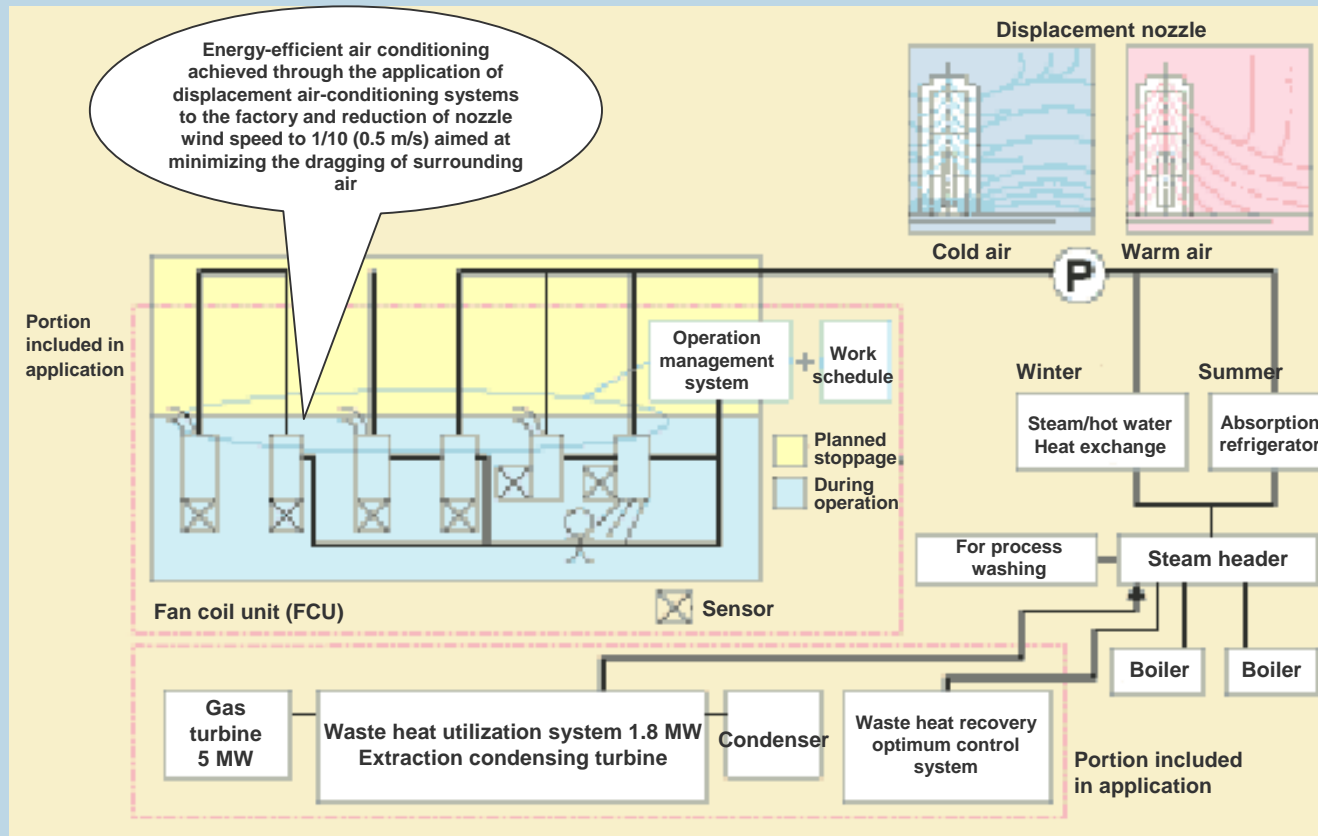 Energy-efficient air conditioning
achieved through the application of
displacement air-conditioning systems
to the factory and reduction of nozzle
wind speed to 1/10 (0.5 m/s) aimed at
minimizing the dragging of surrounding
air
Displacement nozzle
Cold air
Warm air
P
Portion
included in
application
Operation
management
system
+
Work
schedule
Planned
stoppage
During
operation
Winter
Summer
Steam/hot water
Heat exchange
Absorption
refrigerator
For process
washing
Steam header
Fan coil unit (FCU)
Sensor
Boiler
Boiler
Gas
turbine
5 MW
Waste heat utilization system 1.8 MW
Extraction condensing turbine
Condenser
Waste heat recovery
optimum control
system
Portion included
in application